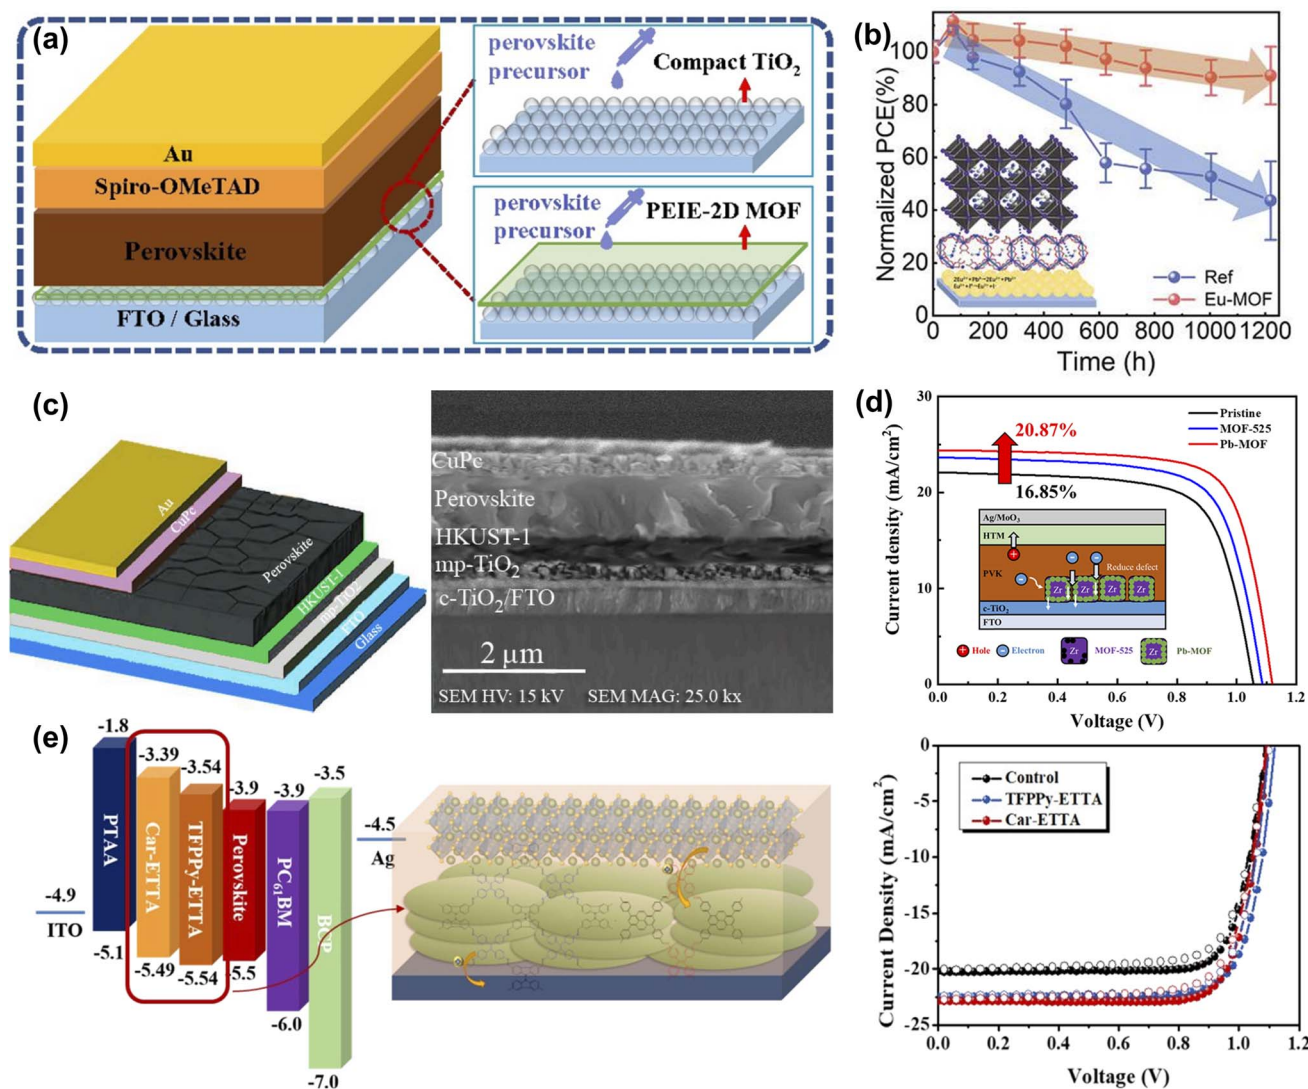 (a)
Au
Spiro-OMeTAD
Perovskite
FTO / Glass
perovskite
precursor
Compact TiO2
perovskite
precursor
PEIE-2D MOF
(b)
Normalized PCE(%)
100
80
60
40
20
0
Ref
Eu-MOF
0
200
400
600
800
1000
1200
Time (h)
(c)
Au
CuPc
Perovskite
HKUST-1
mp-TiO2
FTO
Glass
CuPc
Perovskite
HKUST-1
mp-TiO2
c-TiO2/FTO
2 µm
SEM HV: 15 kV
SEM MAG: 25.0 kx
(d)
Current density (mA/cm2)
30
20
10
0
Pristine
MOF-525
Pb-MOF
20.87%
16.85%
Ag/MoO3
HTM
PVK
Reduce defect
Zr
Zr
Zr
Zr
c-TiO2
FTO
Hole
Electron
Zr
MOF-525
Zr
Pb-MOF
0.0
0.2
0.4
0.6
0.8
1.0
1.2
Voltage (V)
(e)
-4.9
ITO
-1.8
PTAA
-5.1
-3.39
Car-ETTA
-5.49
-3.54
TFPPy-ETTA
-5.54
-3.9
Perovskite
-5.5
-3.9
PC61BM
-6.0
-3.5
BCP
-7.0
-4.5
Ag
Current Density (mA/cm2)
0
-5
-10
-15
-20
-25
Control
TFPPy-ETTA
Car-ETTA
0.0
0.2
0.4
0.6
0.8
1.0
1.2
Voltage (V)